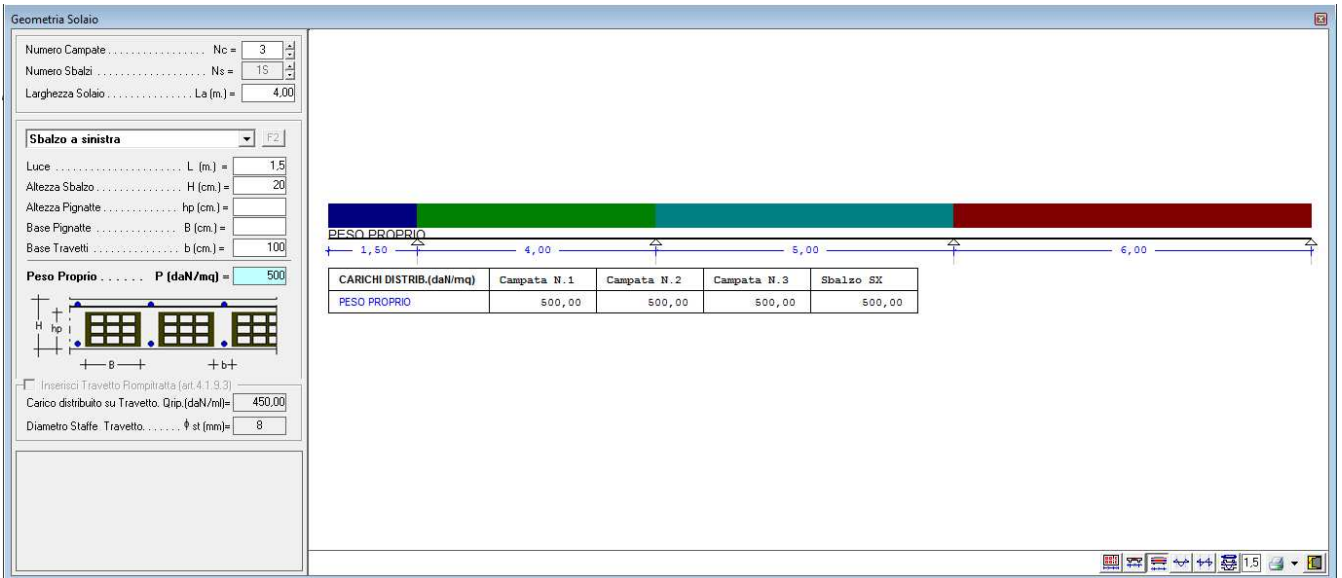 Geometria Solaio
Numero Campate . . . . . . . . . . . . . . . . . Nc = 3
Numero Sbalzi . . . . . . . . . . . . . . . . . . . Ns = 1S
Larghezza Solaio . . . . . . . . . . . . . . La (m.) = 4,00
Sbalzo a sinistra F2
Luce . . . . . . . . . . . . . . . . . . . . . . L (m.) = 1,5
Altezza Sbalzo . . . . . . . . . . . . . . H (cm.) = 20
Altezza Pignatte . . . . . . . . . . . . . hp (cm.) =
Base Pignatte . . . . . . . . . . . . . . . B (cm.) =
Base Travetti . . . . . . . . . . . . . . . b (cm.) = 100
Peso Proprio . . . . . . P (daN/mq) = 500
H hp
B b
Inserisci Travetto Rompitratta (art.4.1.9.3)
Carico distribuito su Travetto. Qrip.(daN/ml)= 450,00
Diametro Staffe Travetto. . . . . . . ϕ st (mm)= 8
PESO PROPRIO
1,50 4,00 5,00 6,00
CARICHI DISTRIB.(daN/mq) Campata N.1 Campata N.2 Campata N.3 Sbalzo SX
PESO PROPRIO 500,00 500,00 500,00 500,00
1,5